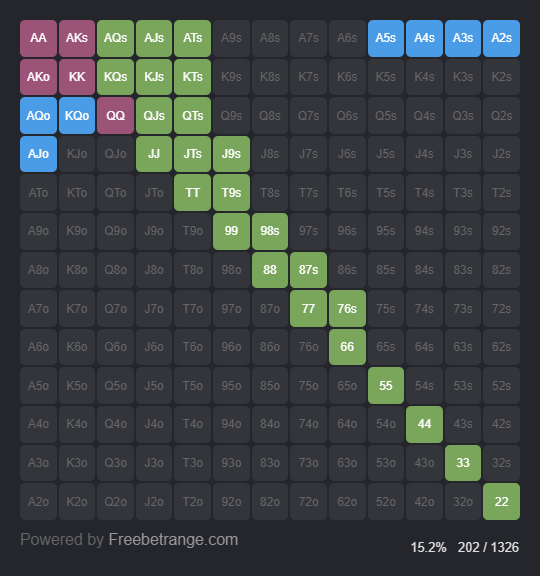 AA AKs AQs AJs ATs A9s A8s A7s A6s A5s A4s A3s A2s
AKo KK KQs KJs KTs K9s K8s K7s K6s K5s K4s K3s K2s
AQo KQo QQ QJs QTs Q9s Q8s Q7s Q6s Q5s Q4s Q3s Q2s
AJo KJo QJo JJ JTs J9s J8s J7s J6s J5s J4s J3s J2s
ATo KTo QTo JTo TT T9s T8s T7s T6s T5s T4s T3s T2s
A9o K9o Q9o J9o T9o 99 98s 97s 96s 95s 94s 93s 92s
A8o K8o Q8o J8o T8o 98o 88 87s 86s 85s 84s 83s 82s
A7o K7o Q7o J7o T7o 97o 87o 77 76s 75s 74s 73s 72s
A6o K6o Q6o J6o T6o 96o 86o 76o 66 65s 64s 63s 62s
A5o K5o Q5o J5o T5o 95o 85o 75o 65o 55 54s 53s 52s
A4o K4o Q4o J4o T4o 94o 84o 74o 64o 54o 44 43s 42s
A3o K3o Q3o J3o T3o 93o 83o 73o 63o 53o 43o 33 32s
A2o K2o Q2o J2o T2o 92o 82o 72o 62o 52o 42o 32o 22
Powered by Freebetrange.com
15.2% 202 / 1326